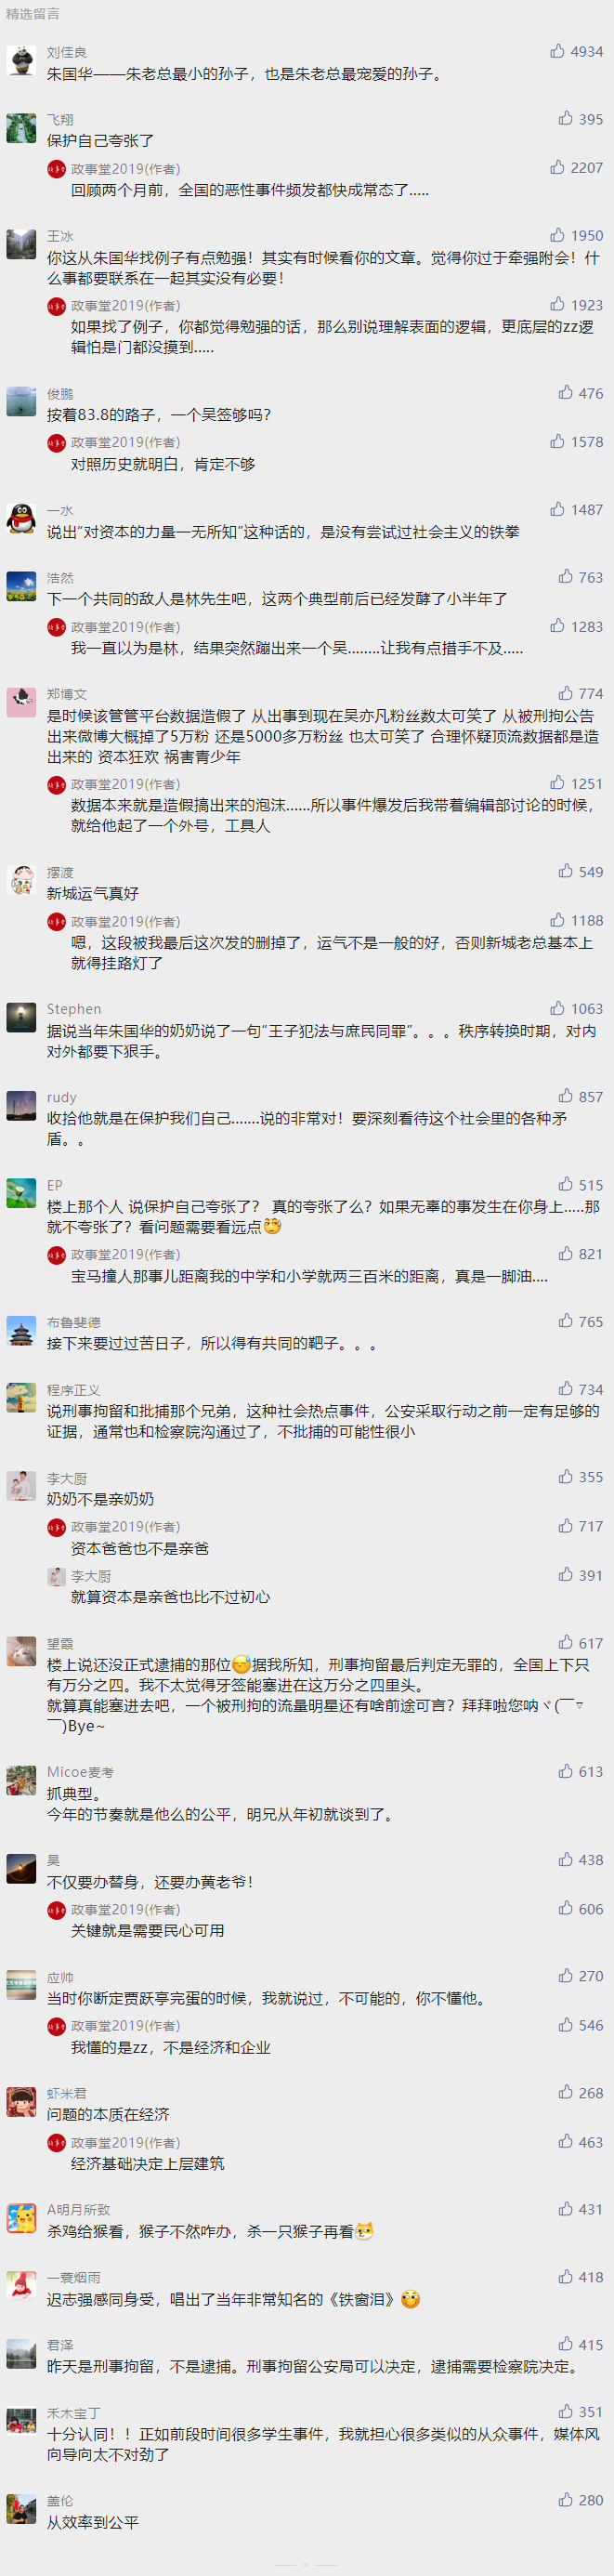 精选留言
刘佳良
4934
朱国华——朱老总最小的孙子，也是朱老总最宠爱的孙子。
飞翔
395
保护自己夸张了
政事堂2019(作者)
2207
回顾两个月前，全国的恶性事件频发都快成常态了.....
王冰
1950
你这从朱国华找例子有点勉强！其实有时候看你的文章。觉得你过于牵强附会！什
么事都要联系在一起其实没有必要！
政事堂2019(作者)
1923
如果找了例子，你都觉得勉强的话，那么别说理解表面的逻辑，更底层的zz逻
辑怕是门都没摸到.....
俊鹏
476
按着83.8的路子，一个吴签够吗？
政事堂2019(作者)
1578
对照历史就明白，肯定不够
一水
1487
说出“对资本的力量一无所知”这种话的，是没有尝试过社会主义的铁拳
浩然
763
下一个共同的敌人是林先生吧，这两个典型前后已经发酵了小半年了
政事堂2019(作者)
1283
我一直以为是林，结果突然蹦出来一个吴........让我有点措手不及.....
郑博文
774
是时候该管管平台数据造假了 从出事到现在吴亦凡粉丝数太可笑了 从被刑拘公告
出来微博大概掉了5万粉 还是5000多万粉丝 也太可笑了 合理怀疑顶流数据都是造
出来的 资本狂欢 祸害青少年
政事堂2019(作者)
1251
数据本来就是造假搞出来的泡沫......所以事件爆发后我带着编辑部讨论的时候，
就给他起了一个外号，工具人
摆渡
549
新城运气真好
政事堂2019(作者)
1188
嗯，这段被我最后这次发的删掉了，运气不是一般的好，否则新城老总基本上
就得挂路灯了
Stephen
1063
据说当年朱国华的奶奶说了一句“王子犯法与庶民同罪”。。。秩序转换时期，对内
对外都要下狠手。
rudy
857
收拾他就是在保护我们自己.......说的非常对！要深刻看待这个社会里的各种矛
盾。。
EP
515
楼上那个人 说保护自己夸张了？ 真的夸张了么？如果无辜的事发生在你身上.....那
就不夸张了？看问题需要看远点
政事堂2019(作者)
821
宝马撞人那事儿距离我的中学和小学就两三百米的距离，真是一脚油....
布鲁斐德
765
接下来要过过苦日子，所以得有共同的靶子。。。
程序正义
734
说刑事拘留和批捕那个兄弟，这种社会热点事件，公安采取行动之前一定有足够的
证据，通常也和检察院沟通过了，不批捕的可能性很小
李大厨
355
奶奶不是亲奶奶
政事堂2019(作者)
717
资本爸爸也不是亲爸
李大厨
391
就算资本是亲爸也比不过初心
望霞
617
楼上说还没正式逮捕的那位😅据我所知，刑事拘留最后判定无罪的，全国上下只
有万分之四。我不太觉得牙签能塞进在这万分之四里头。
就算真能塞进去吧，一个被刑拘的流量明星还有啥前途可言？拜拜啦您呐ヾ(￣▽
￣)Bye~
Micoe麦考
613
抓典型。
今年的节奏就是他么的公平，明兄从年初就谈到了。
昊
438
不仅要办替身，还要办黄老爷！
政事堂2019(作者)
606
关键就是需要民心可用
应帅
270
当时你断定贾跃亭完蛋的时候，我就说过，不可能的，你不懂他。
政事堂2019(作者)
546
我懂的是zz，不是经济和企业
虾米君
268
问题的本质在经济
政事堂2019(作者)
463
经济基础决定上层建筑
A明月所致
431
杀鸡给猴看，猴子不然咋办，杀一只猴子再看
一蓑烟雨
418
迟志强感同身受，唱出了当年非常知名的《铁窗泪》
君泽
415
昨天是刑事拘留，不是逮捕。刑事拘留公安局可以决定，逮捕需要检察院决定。
禾木宝丁
351
十分认同！！正如前段时间很多学生事件，我就担心很多类似的从众事件，媒体风
向导向太不对劲了
盖伦
280
从效率到公平